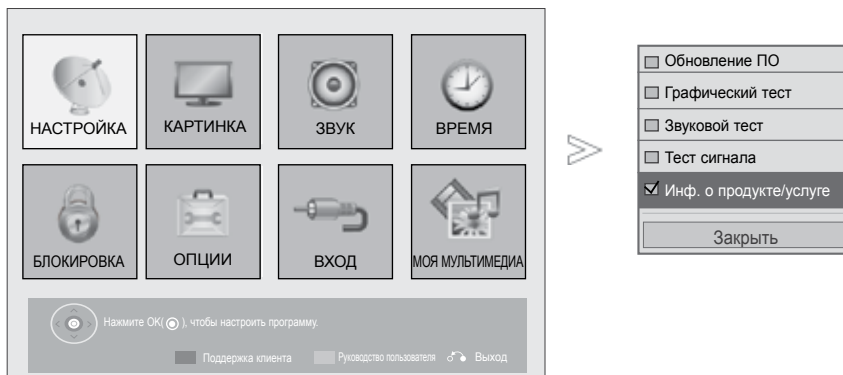 НАСТРОЙКА
КАРТИНКА
ЗВУК
ВРЕМЯ
БЛОКИРОВКА
ОПЦИИ
ВХОД
МОЯ МУЛЬТИМЕДИА
Нажмите OK( ), чтобы настроить программу.
Поддержка клиента
Руководство пользователя
Выход
Обновление ПО
Графический тест
Звуковой тест
Тест сигнала
Инф. о продукте/услуге
Закрыть